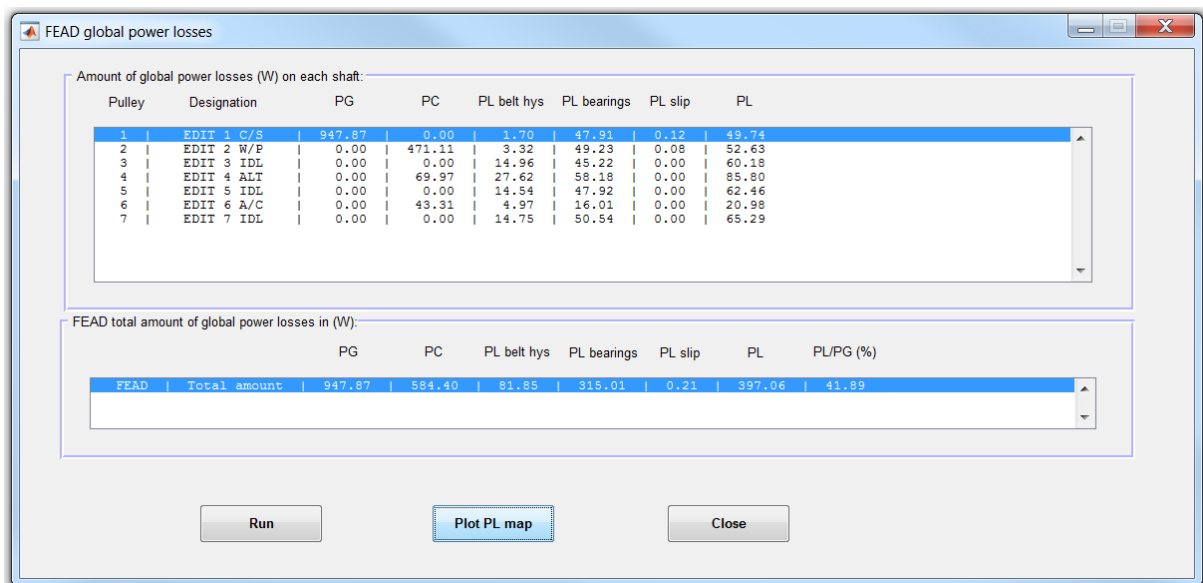 FEAD global power losses
Amount of global power losses (W) on each shaft:
Pulley Designation PG PC PL belt hys PL bearings PL slip PL
1 | EDIT 1 C/S | 947.87 | 0.00 | 1.70 | 47.91 | 0.12 | 49.74
2 | EDIT 2 W/P | 0.00 | 471.11 | 3.32 | 49.23 | 0.08 | 52.63
3 | EDIT 3 IDL | 0.00 | 0.00 | 14.96 | 45.22 | 0.00 | 60.18
4 | EDIT 4 ALT | 0.00 | 69.97 | 27.62 | 58.18 | 0.00 | 85.80
5 | EDIT 5 IDL | 0.00 | 0.00 | 14.54 | 47.92 | 0.00 | 62.46
6 | EDIT 6 A/C | 0.00 | 43.31 | 4.97 | 16.01 | 0.00 | 20.98
7 | EDIT 7 IDL | 0.00 | 0.00 | 14.75 | 50.54 | 0.00 | 65.29
FEAD total amount of global power losses in (W):
PG PC PL belt hys PL bearings PL slip PL PL/PG (%)
FEAD | Total amount | 947.87 | 584.40 | 81.85 | 315.01 | 0.21 | 397.06 | 41.89
Run Plot PL map Close